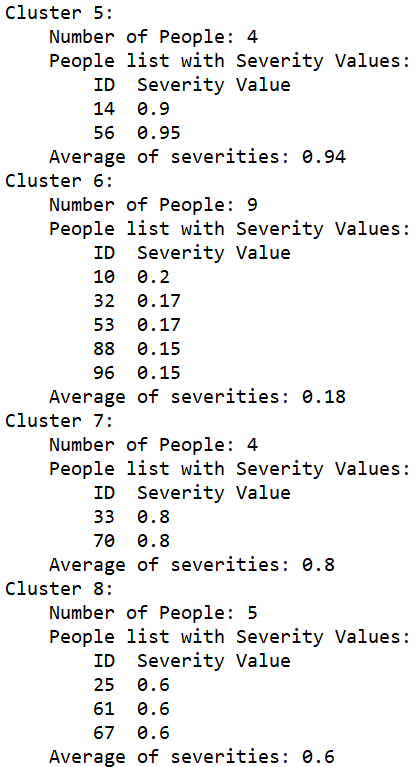 Cluster 5:
    Number of People: 4
    People list with Severity Values:
        ID  Severity Value
        14  0.9
        56  0.95
    Average of severities: 0.94
Cluster 6:
    Number of People: 9
    People list with Severity Values:
        ID  Severity Value
        10  0.2
        32  0.17
        53  0.17
        88  0.15
        96  0.15
    Average of severities: 0.18
Cluster 7:
    Number of People: 4
    People list with Severity Values:
        ID  Severity Value
        33  0.8
        70  0.8
    Average of severities: 0.8
Cluster 8:
    Number of People: 5
    People list with Severity Values:
        ID  Severity Value
        25  0.6
        61  0.6
        67  0.6
    Average of severities: 0.6